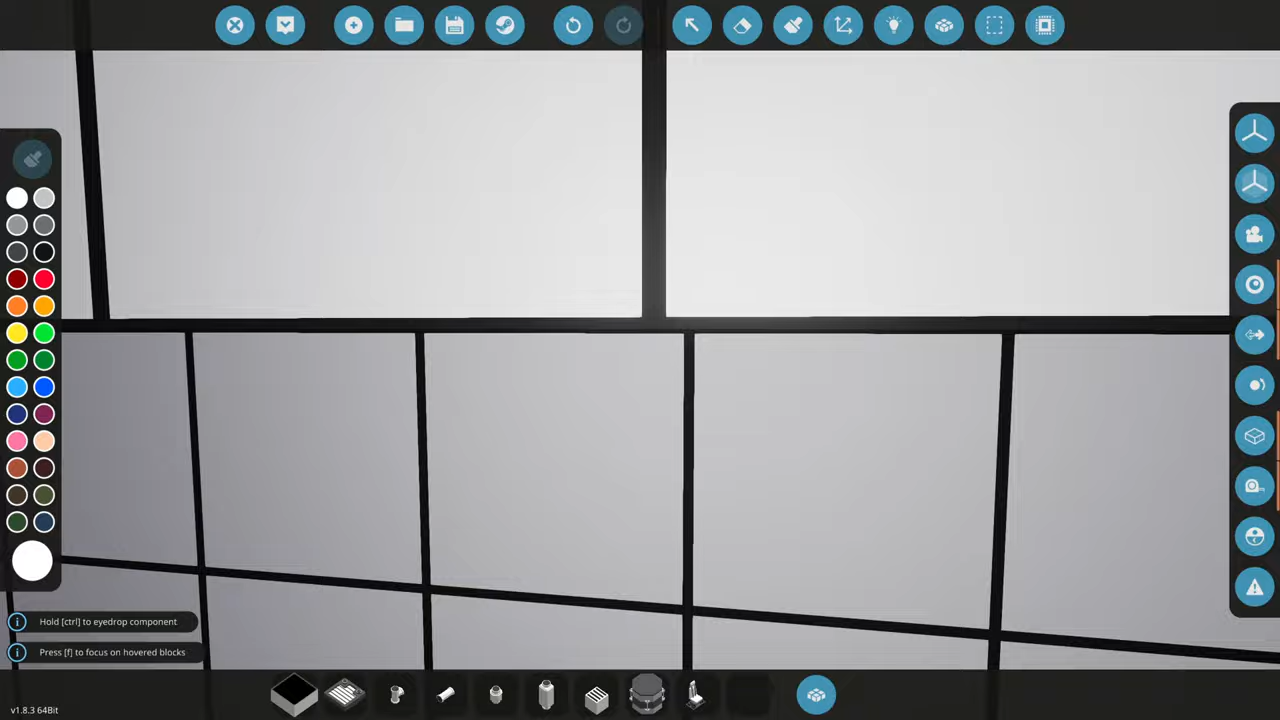 Hold [ctrl] to eyedrop component
Press [f] to focus on hovered blocks
v1.8.3 64Bit